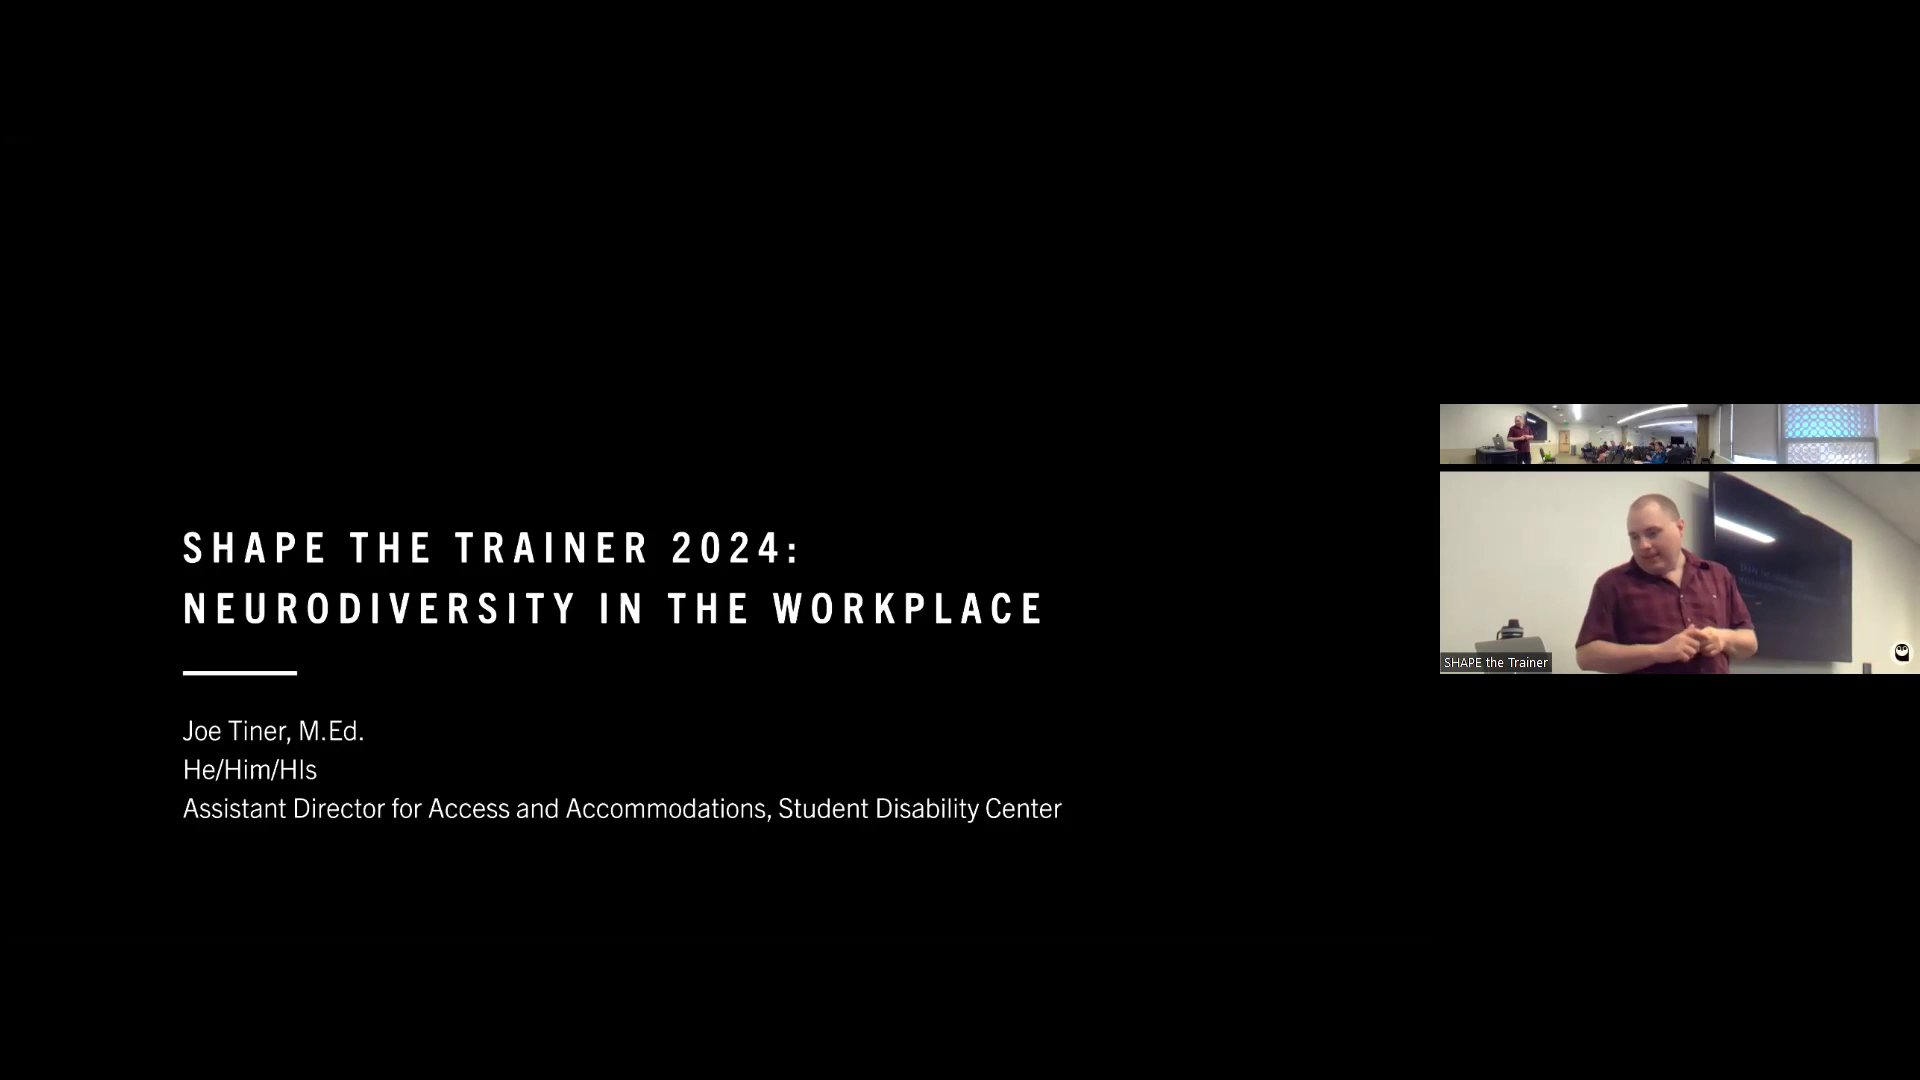 SHAPE THE TRAINER 2024:
NEURODIVERSITY IN THE WORKPLACE
Joe Tiner, M.Ed.
He/Him/HIs
Assistant Director for Access and Accommodations, Student Disability Center
SHAPE the Trainer